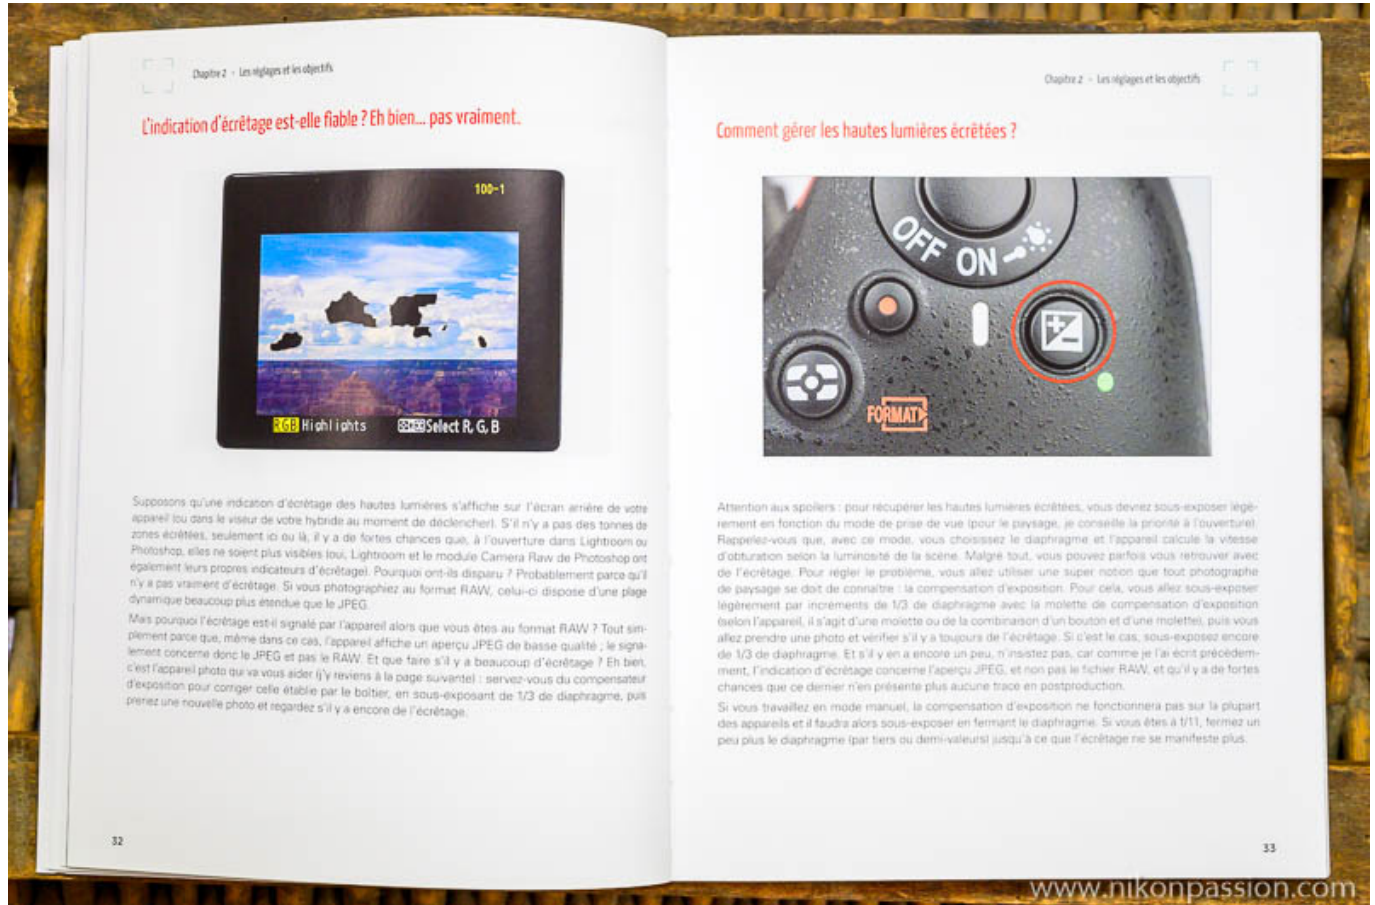 Chapitre 2 - Les réglages et les objectifs
L'indication d'écrêtage est-elle fiable ? Eh bien... pas vraiment.
100-1
RGB Highlights
Select R, G, B
Supposons qu'une indication d'écrêtage des hautes lumières s'affiche sur l'écran arrière de votre
appareil (ou dans le viseur de votre hybride au moment de déclencher). S'il n'y a pas des tonnes de
zones écrêtées, seulement ici ou là, il y a de fortes chances que, à l'ouverture dans Lightroom ou
Photoshop, elles ne soient plus visibles (oui, Lightroom et le module Camera Raw de Photoshop ont
également leurs propres indicateurs d'écrêtage). Pourquoi ont-ils disparu ? Probablement parce qu'il
n'y a pas vraiment d'écrêtage. Si vous photographiez au format RAW, celui-ci dispose d'une plage
dynamique beaucoup plus étendue que le JPEG.
Mais pourquoi l'écrêtage est-il signalé par l'appareil alors que vous êtes au format RAW ? Tout sim-
plement parce que, même dans ce cas, l'appareil affiche un aperçu JPEG de basse qualité ; le signa-
lement concerne donc le JPEG et pas le RAW. Et que faire s'il y a beaucoup d'écrêtage ? Eh bien,
c'est l'appareil photo qui va vous aider (j'y reviens à la page suivante) : servez-vous du compensateur
d'exposition pour corriger celle établie par le boîtier, en sous-exposant de 1/3 de diaphragme, puis
prenez une nouvelle photo et regardez s'il y a encore de l'écrêtage.
32
Chapitre 2 - Les réglages et les objectifs
Comment gérer les hautes lumières écrêtées ?
OFF ON
FORMAT
Attention aux spoilers : pour récupérer les hautes lumières écrêtées, vous devrez sous-exposer légè-
rement en fonction du mode de prise de vue (pour le paysage, je conseille la priorité à l'ouverture).
Rappelez-vous que, avec ce mode, vous choisissez le diaphragme et l'appareil calcule la vitesse
d'obturation selon la luminosité de la scène. Malgré tout, vous pouvez parfois vous retrouver avec
de l'écrêtage. Pour régler le problème, vous allez utiliser une super notion que tout photographe
de paysage se doit de connaître : la compensation d'exposition. Pour cela, vous allez sous-exposer
légèrement par incréments de 1/3 de diaphragme avec la molette de compensation d'exposition
(selon l'appareil, il s'agit d'une molette ou de la combinaison d'un bouton et d'une molette), puis vous
allez prendre une photo et vérifier s'il y a toujours de l'écrêtage. Si c'est le cas, sous-exposez encore
de 1/3 de diaphragme. Et s'il y en a encore un peu, n'insistez pas, car comme je l'ai écrit précédem-
ment, l'indication d'écrêtage concerne l'aperçu JPEG, et non pas le fichier RAW, et qu'il y a de fortes
chances que ce dernier n'en présente plus aucune trace en postproduction.
Si vous travaillez en mode manuel, la compensation d'exposition ne fonctionnera pas sur la plupart
des appareils et il faudra alors sous-exposer en fermant le diaphragme. Si vous êtes à f/11, fermez un
peu plus le diaphragme (par tiers ou demi-valeurs) jusqu'à ce que l'écrêtage ne se manifeste plus.
33
www.nikonpassion.com